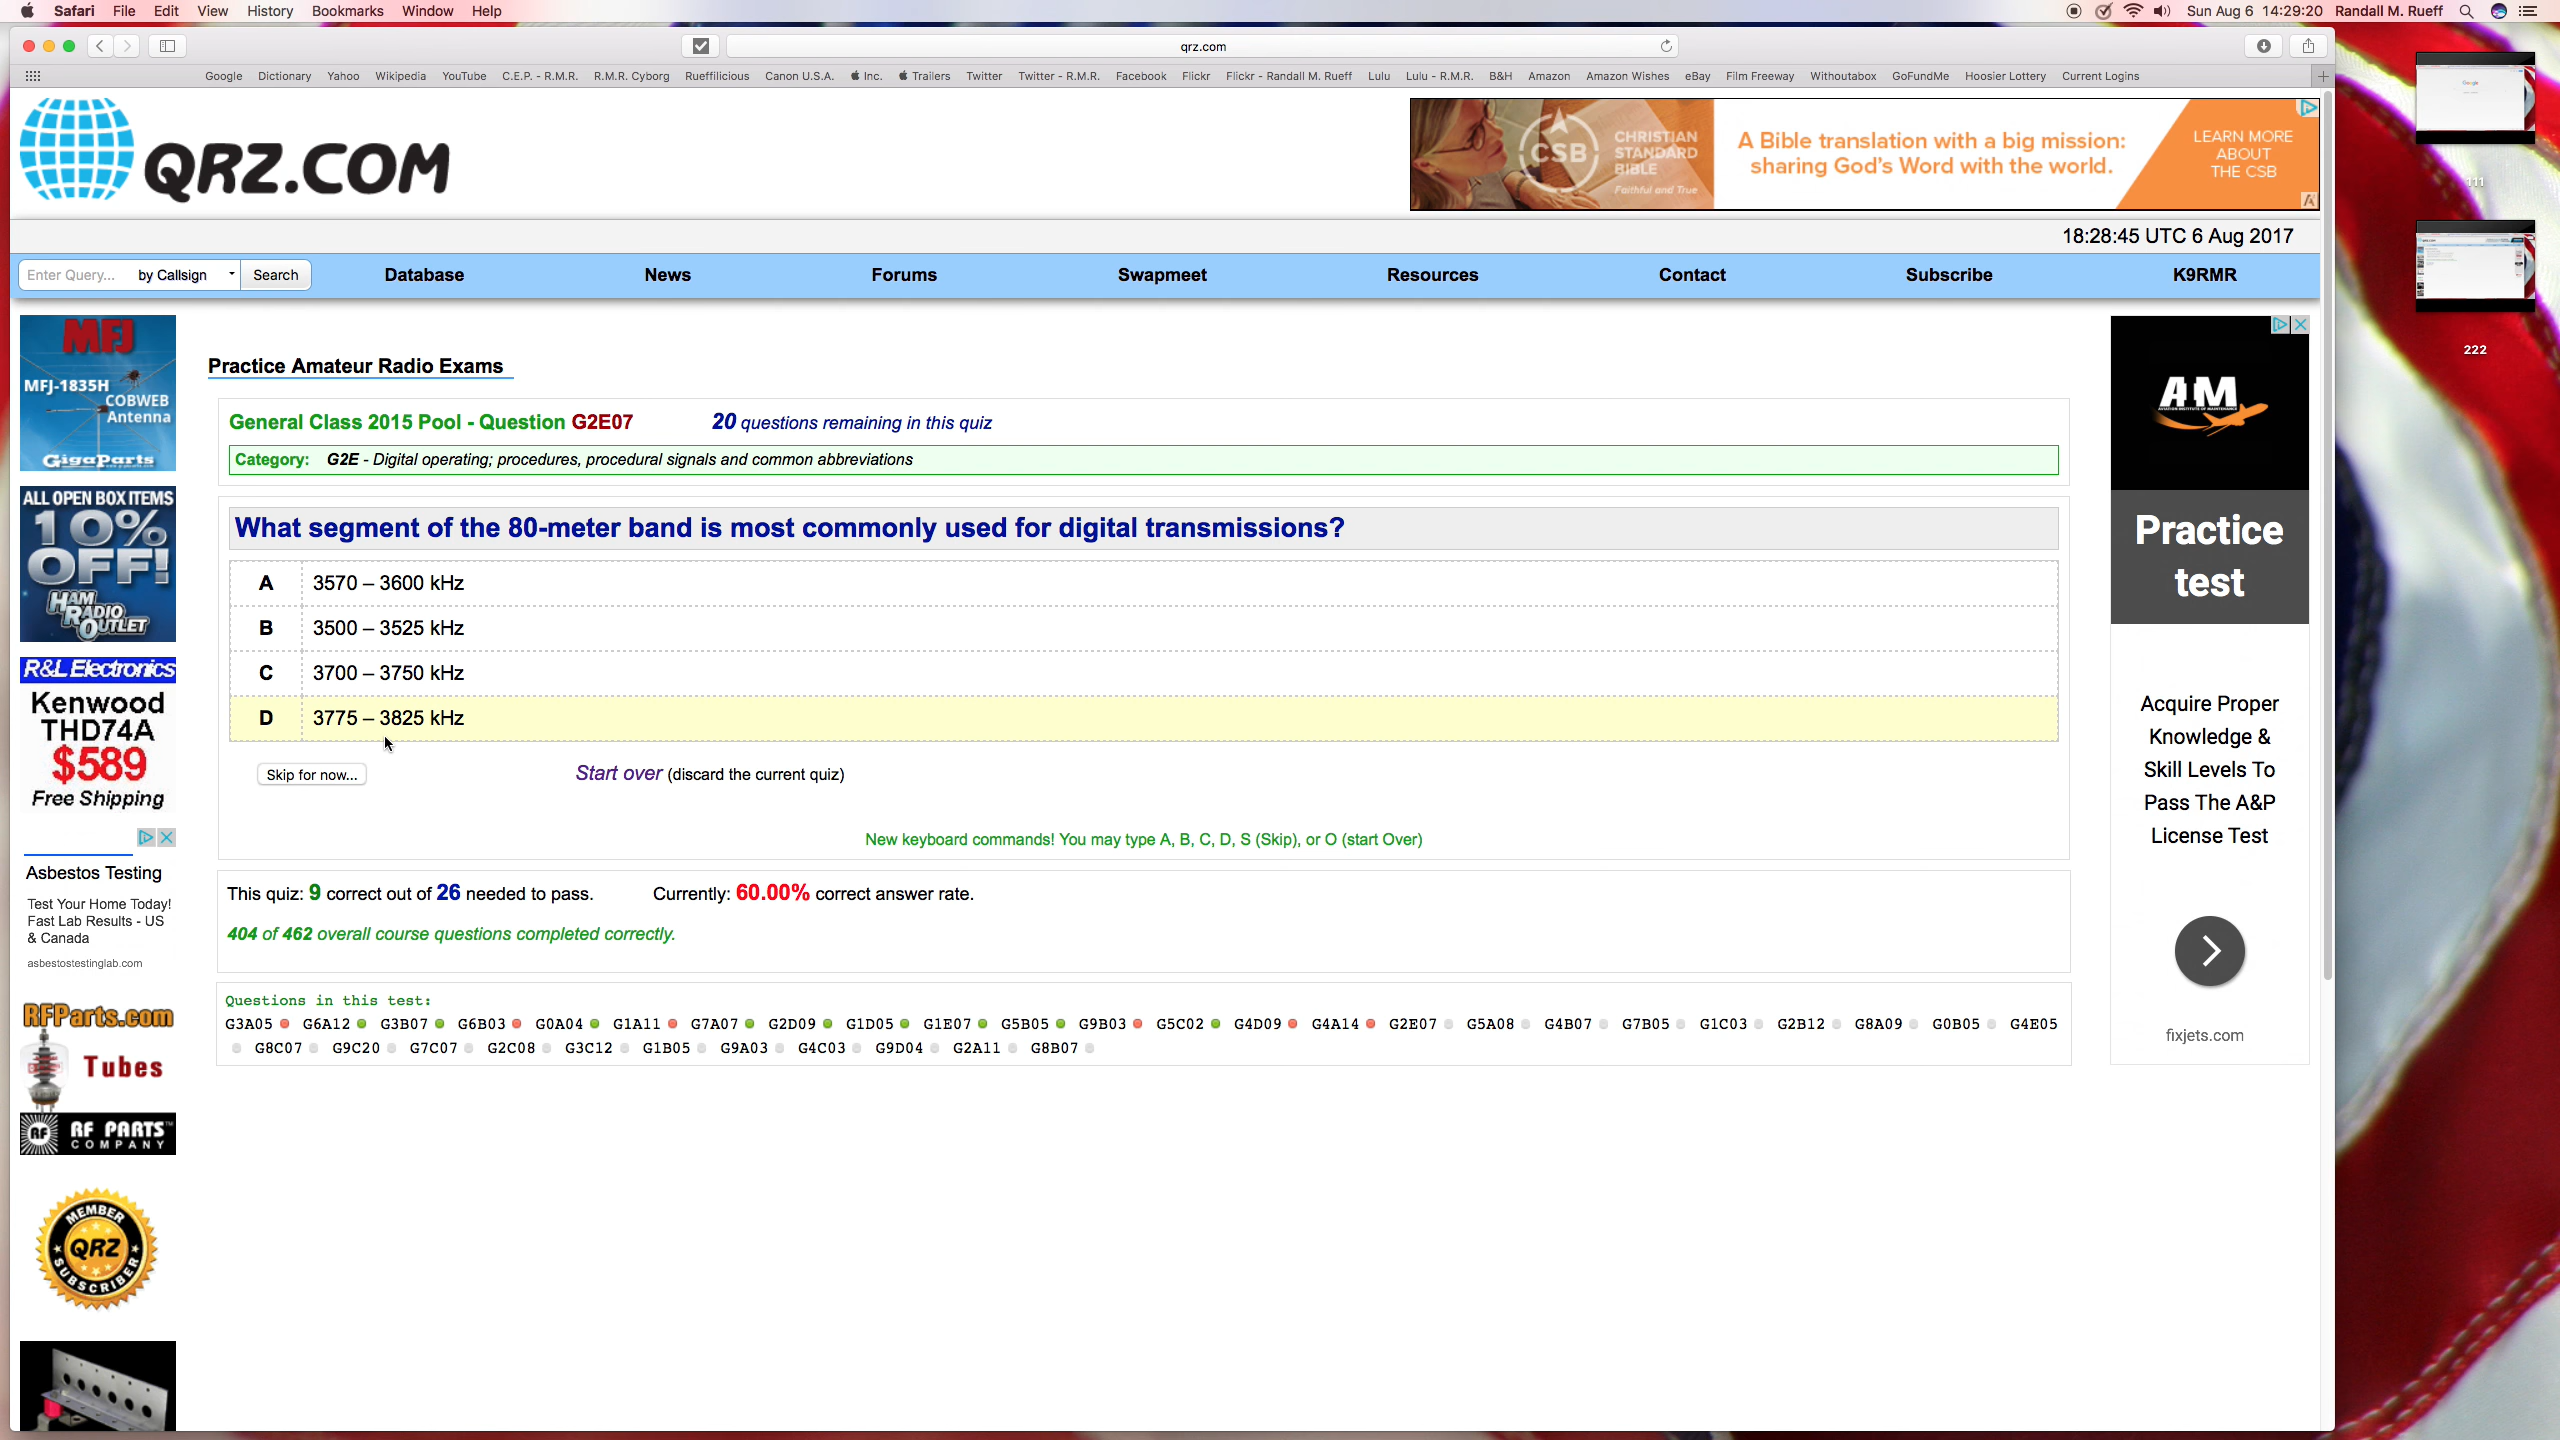 Safari File Edit View History Bookmarks Window Help
Sun Aug 6 14:29:20 Randall M. Rueff
qrz.com
Google Dictionary Yahoo Wikipedia YouTube C.E.P. - R.M.R. R.M.R. Cyborg Rueffilicious Canon U.S.A. Inc. Trailers Twitter Twitter - R.M.R. Facebook Flickr Flickr - Randall M. Rueff Lulu Lulu - R.M.R. B&H Amazon Amazon Wishes eBay Film Freeway Withoutabox GoFundMe Hoosier Lottery Current Logins
QRZ.COM
CSB
CHRISTIAN
STANDARD
BIBLE
Faithful and True
A Bible translation with a big mission:
sharing God's Word with the world.
LEARN MORE
ABOUT
THE CSB
111
222
18:28:45 UTC 6 Aug 2017
Enter Query... by Callsign Search Database News Forums Swapmeet Resources Contact Subscribe K9RMR
MFJ
MFJ-1835H
COBWEB
Antenna
GigaParts
ALL OPEN BOX ITEMS
10%
OFF!
HAM
RADIO
OUTLET
R&L Electronics
Kenwood
THD74A
$589
Free Shipping
Asbestos Testing
Test Your Home Today!
Fast Lab Results - US
& Canada
asbestostestinglab.com
RFParts.com
Tubes
RF RF PARTS™
COMPANY
MEMBER
QRZ
SUBSCRIBER
Practice Amateur Radio Exams
General Class 2015 Pool - Question G2E07 20 questions remaining in this quiz
Category: G2E - Digital operating; procedures, procedural signals and common abbreviations
What segment of the 80-meter band is most commonly used for digital transmissions?
A 3570 – 3600 kHz
B 3500 – 3525 kHz
C 3700 – 3750 kHz
D 3775 – 3825 kHz
Skip for now... Start over (discard the current quiz)
New keyboard commands! You may type A, B, C, D, S (Skip), or O (start Over)
This quiz: 9 correct out of 26 needed to pass. Currently: 60.00% correct answer rate.
404 of 462 overall course questions completed correctly.
Questions in this test:
G3A05 G6A12 G3B07 G6B03 G0A04 G1A11 G7A07 G2D09 G1D05 G1E07 G5B05 G9B03 G5C02 G4D09 G4A14 G2E07 G5A08 G4B07 G7B05 G1C03 G2B12 G8A09 G0B05 G4E05
G8C07 G9C20 G7C07 G2C08 G3C12 G1B05 G9A03 G4C03 G9D04 G2A11 G8B07
AM
AVIATION INSTITUTE OF MAINTENANCE
Practice
test
Acquire Proper
Knowledge &
Skill Levels To
Pass The A&P
License Test
fixjets.com